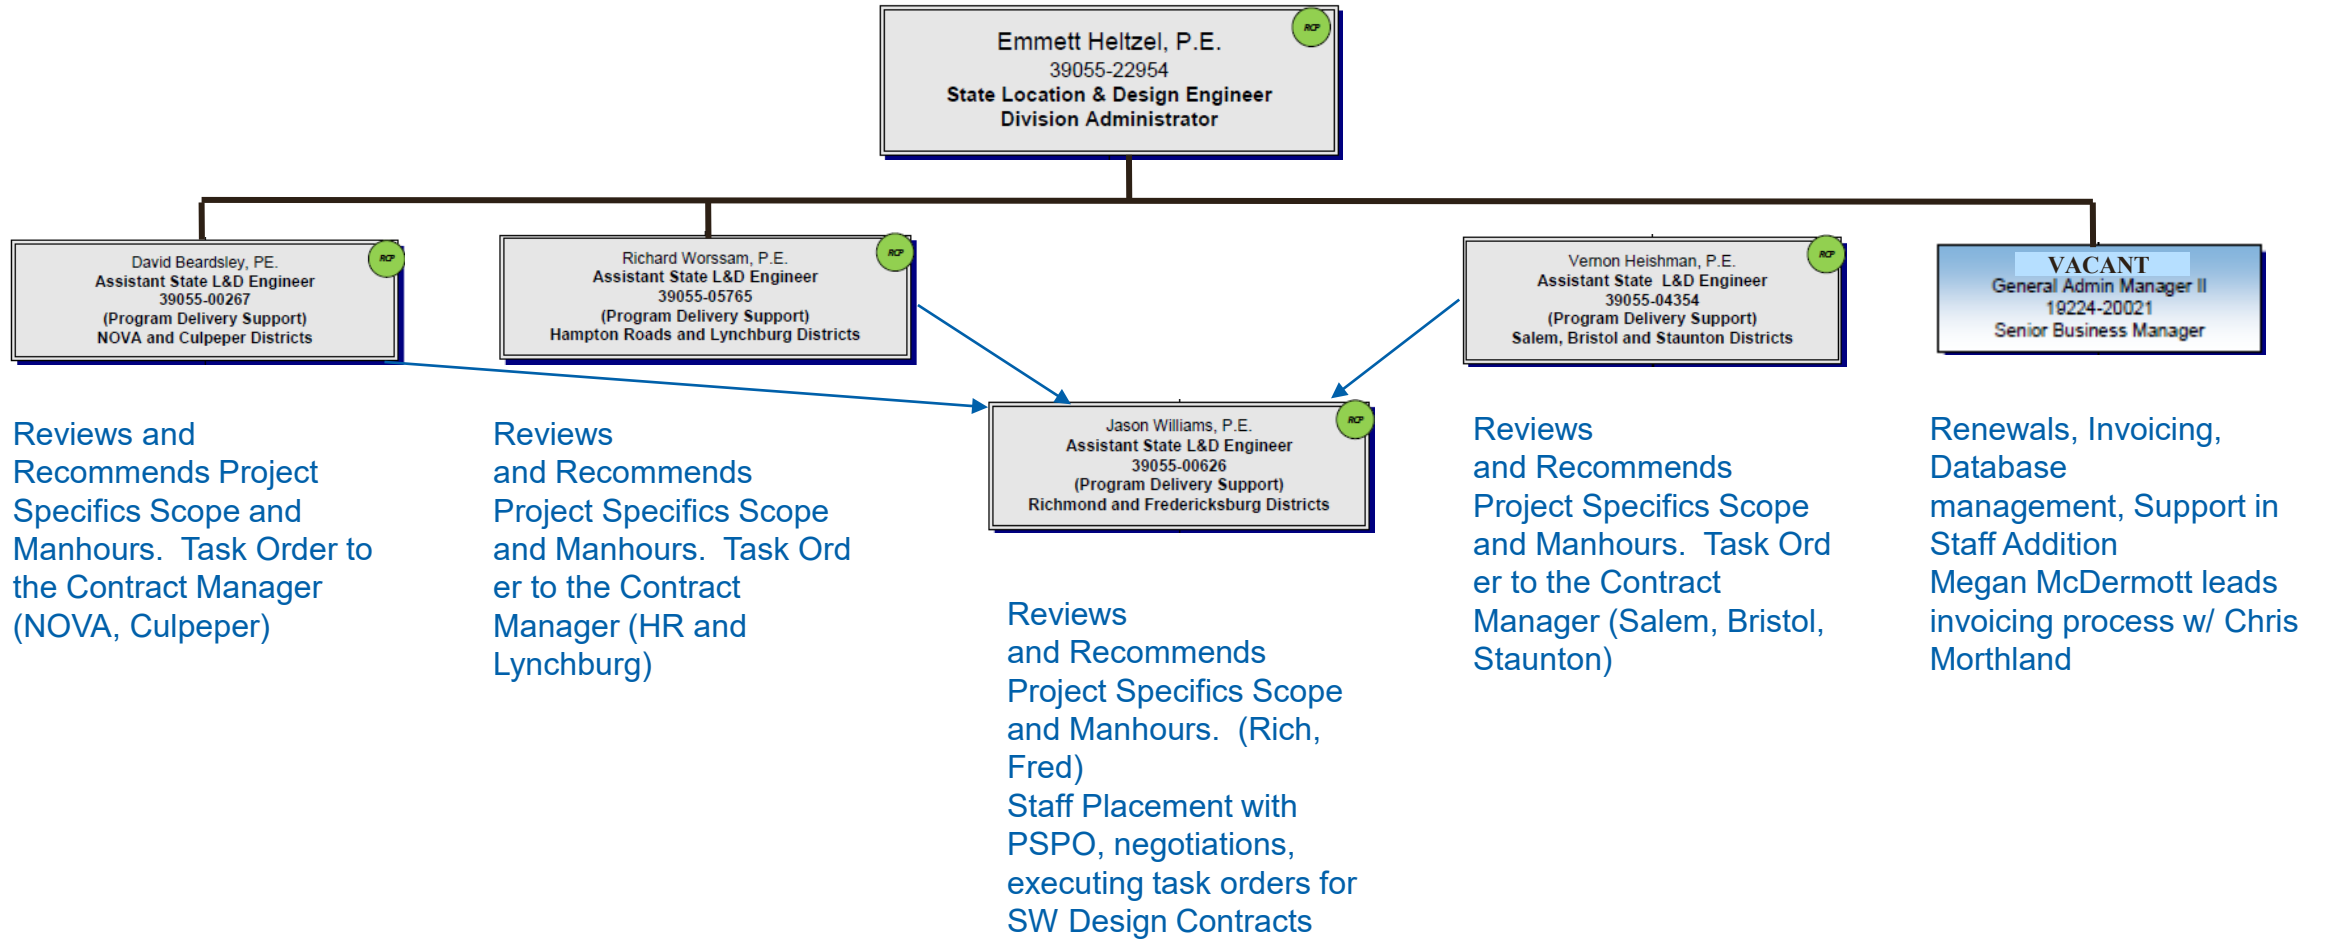 Emmett Heltzel, P.E.
39055-22954
State Location & Design Engineer
Division Administrator
RCP
David Beardsley, PE.
Assistant State L&D Engineer
39055-00267
(Program Delivery Support)
NOVA and Culpeper Districts
RCP
Richard Worssam, P.E.
Assistant State L&D Engineer
39055-05765
(Program Delivery Support)
Hampton Roads and Lynchburg Districts
RCP
Vernon Heishman, P.E.
Assistant State L&D Engineer
39055-04354
(Program Delivery Support)
Salem, Bristol and Staunton Districts
RCP
VACANT
General Admin Manager II
19224-20021
Senior Business Manager
Jason Williams, P.E.
Assistant State L&D Engineer
39055-00626
(Program Delivery Support)
Richmond and Fredericksburg Districts
RCP
Reviews and
Recommends Project
Specifics Scope and
Manhours. Task Order to
the Contract Manager
(NOVA, Culpeper)
Reviews
and Recommends
Project Specifics Scope
and Manhours. Task Ord
er to the Contract
Manager (HR and
Lynchburg)
Reviews
and Recommends
Project Specifics Scope
and Manhours. (Rich,
Fred)
Staff Placement with
PSPO, negotiations,
executing task orders for
SW Design Contracts
Reviews
and Recommends
Project Specifics Scope
and Manhours. Task Ord
er to the Contract
Manager (Salem, Bristol,
Staunton)
Renewals, Invoicing,
Database
management, Support in
Staff Addition
Megan McDermott leads
invoicing process w/ Chris
Morthland